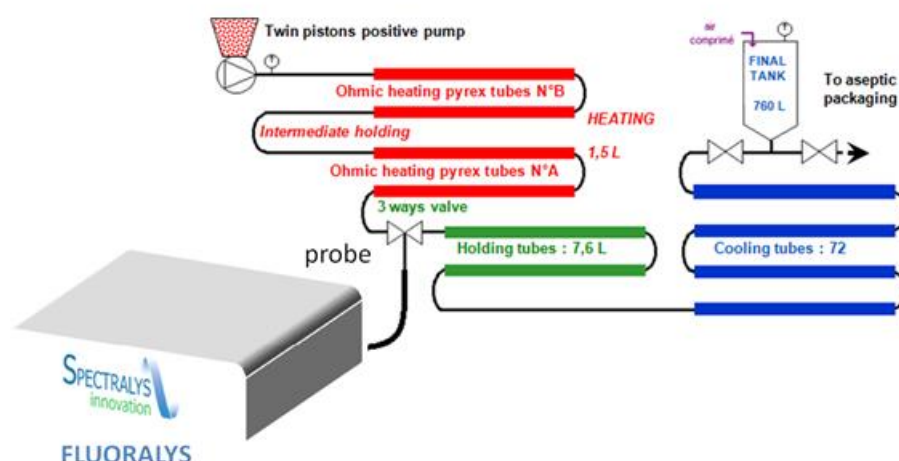 Twin pistons positive pump
air
comprimé
FINAL
TANK
760 L
To aseptic
packaging
Ohmic heating pyrex tubes N°B
HEATING
Intermediate holding
1,5 L
Ohmic heating pyrex tubes N°A
3 ways valve
probe
Holding tubes : 7,6 L
Cooling tubes : 72
SPECTRALYS
innovation
FLUORALYS